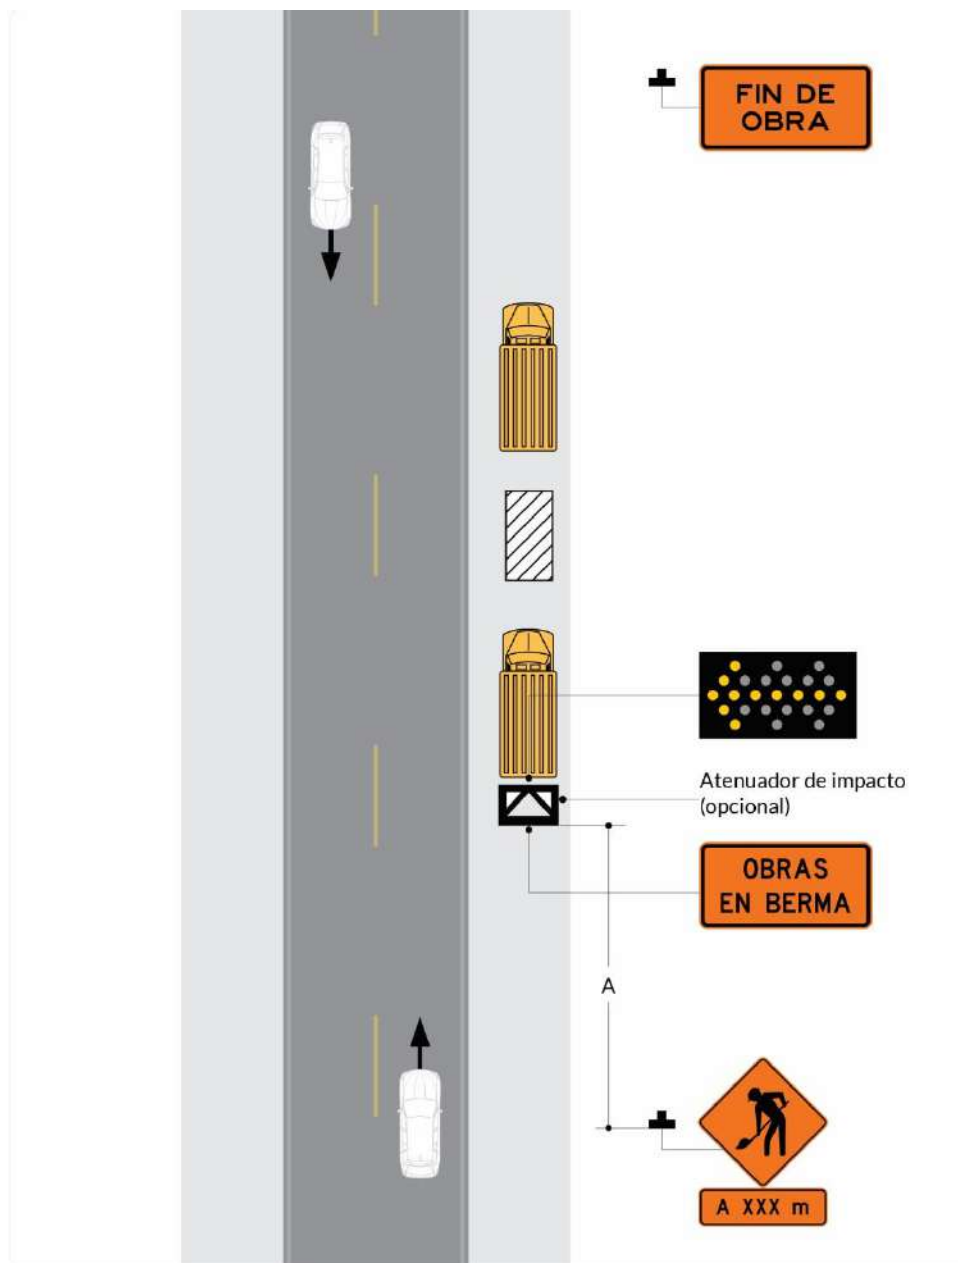 FIN DE
OBRA
Atenuador de impacto
(opcional)
OBRAS
EN BERMA
A
A XXX m